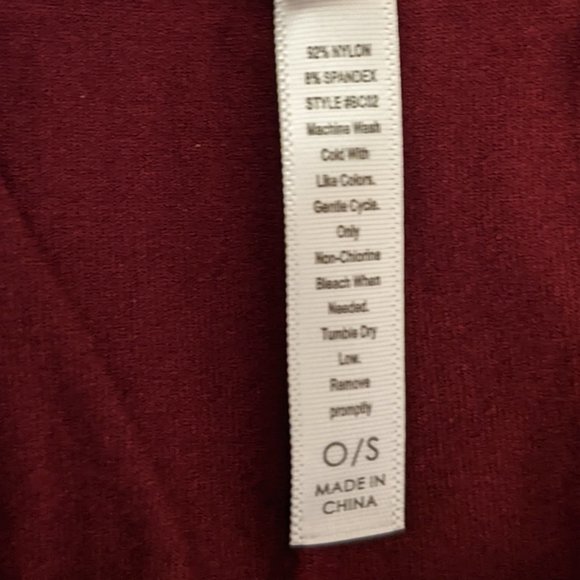 92% NYLON
8% SPANDEX
STYLE #BC02
Machine Wash
Cold With
Like Colors.
Gentle Cycle.
Only
Non-Chlorine
Bleach When
Needed.
Tumble Dry
Low.
Remove
promptly
O/S
MADE IN
CHINA